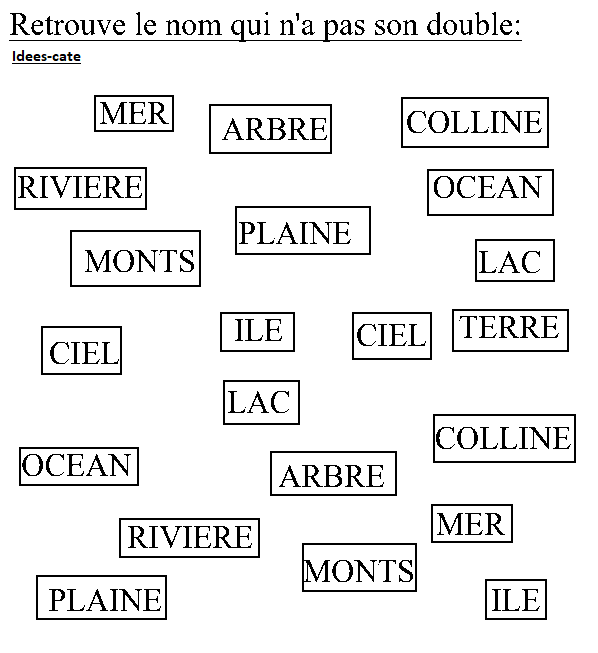 Retrouve le nom qui n'a pas son double:
Idees-cate
MER
ARBRE
COLLINE
RIVIERE
OCEAN
PLAINE
MONTS
LAC
CIEL
ILE
CIEL
TERRE
LAC
COLLINE
OCEAN
ARBRE
MER
RIVIERE
MONTS
PLAINE
ILE